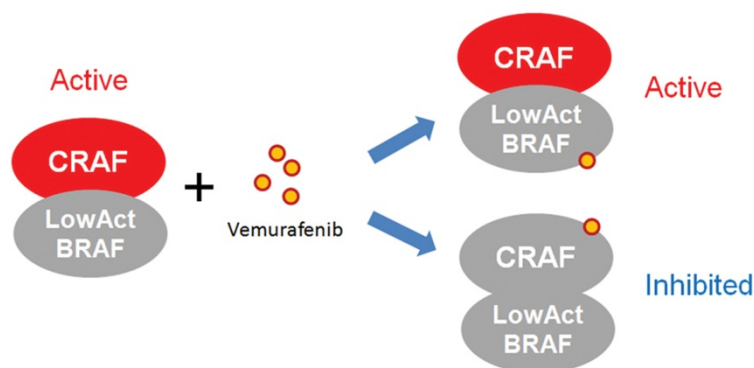 Active
CRAF
LowAct
BRAF
+
Vemurafenib
CRAF
LowAct
BRAF
Active
CRAF
LowAct
BRAF
Inhibited